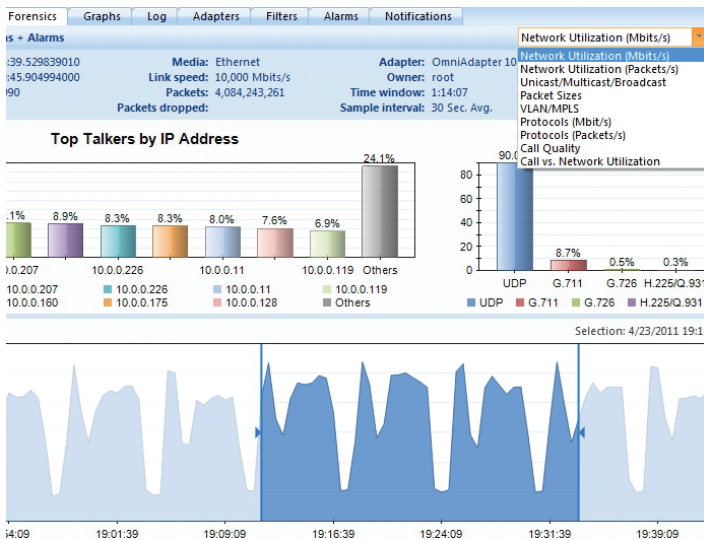 Forensics Graphs Log Adapters Filters Alarms Notifications
s + Alarms
Network Utilization (Mbits/s)
Network Utilization (Mbits/s)
Network Utilization (Packets/s)
Unicast/Multicast/Broadcast
Packet Sizes
VLAN/MPLS
Protocols (Mbit/s)
Protocols (Packets/s)
Call Quality
Call vs. Network Utilization
:39.529839010 Media: Ethernet Adapter: OmniAdapter 10
:45.904994000 Link speed: 10,000 Mbits/s Owner: root
990 Packets: 4,084,243,261 Time window: 1:14:07
Packets dropped: Sample interval: 30 Sec. Avg.
Top Talkers by IP Address
24.1%
.1% 8.9% 8.3% 8.3% 8.0% 7.6% 6.9%
0.0.207 10.0.0.226 10.0.0.11 10.0.0.119 Others
10.0.0.207 10.0.0.226 10.0.0.11 10.0.0.119
10.0.0.160 10.0.0.175 10.0.0.128 Others
90.0
80
60
40
20
0
8.7% 0.5% 0.3%
UDP G.711 G.726 H.225/Q.931
UDP G.711 G.726 H.225/Q.931
Selection: 4/23/2011 19:1
54:09 19:01:39 19:09:09 19:16:39 19:24:09 19:31:39 19:39:09